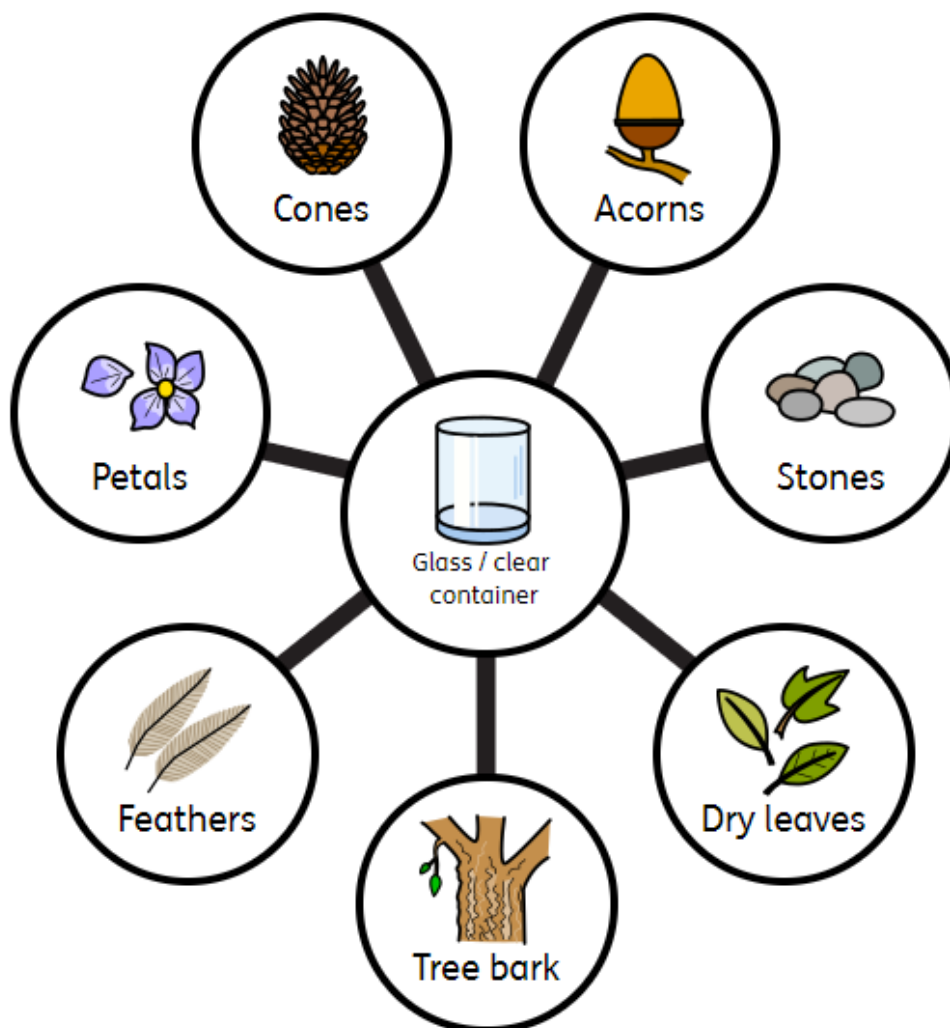 Cones
Acorns
Petals
Stones
Glass / clear
container
Feathers
Dry leaves
Tree bark